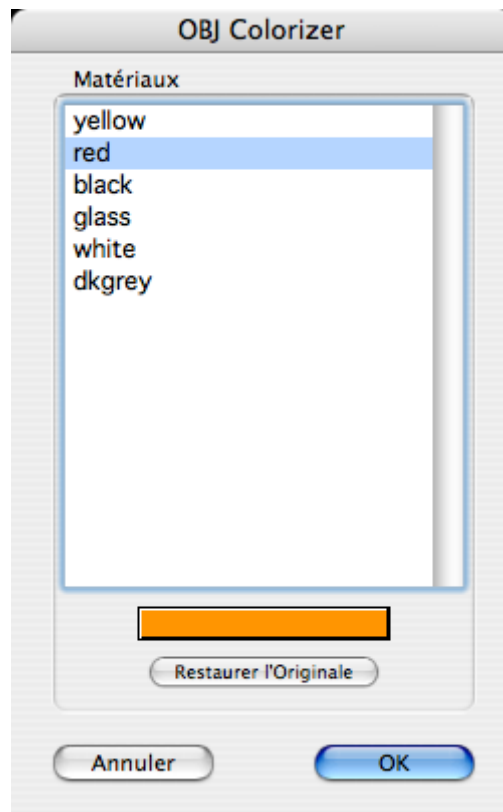 OBJ Colorizer
Matériaux
yellow
red
black
glass
white
dkgrey
Restaurer l'Originale
Annuler OK